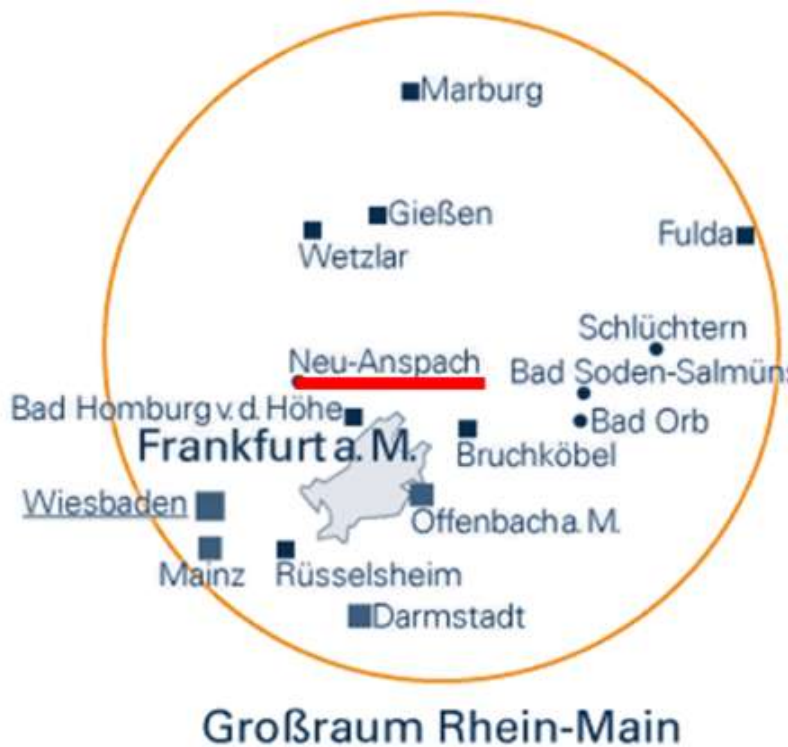 Marburg
Gießen
Wetzlar
Fulda
Schlüchtern
Neu-Anspach
Bad Soden-Salmüns
Bad Homburg v. d. Höhe
Bad Orb
Frankfurt a. M.
Bruchköbel
Wiesbaden
Offenbach a. M.
Mainz
Rüsselsheim
Darmstadt
Großraum Rhein-Main